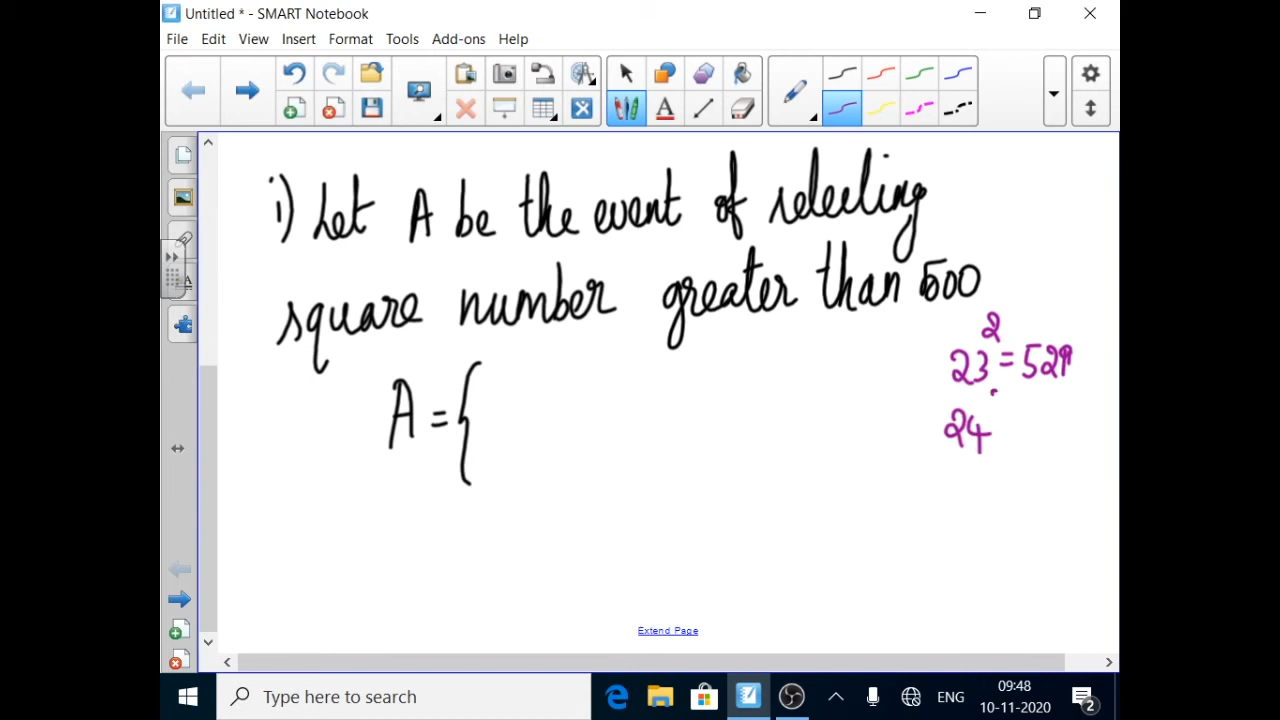 Untitled * - SMART Notebook
File Edit View Insert Format Tools Add-ons Help
i) Let A be the event of selecting
square number greater than 500
23² = 529
A = {
24
Extend Page
Type here to search
ENG
09:48
10-11-2020
2